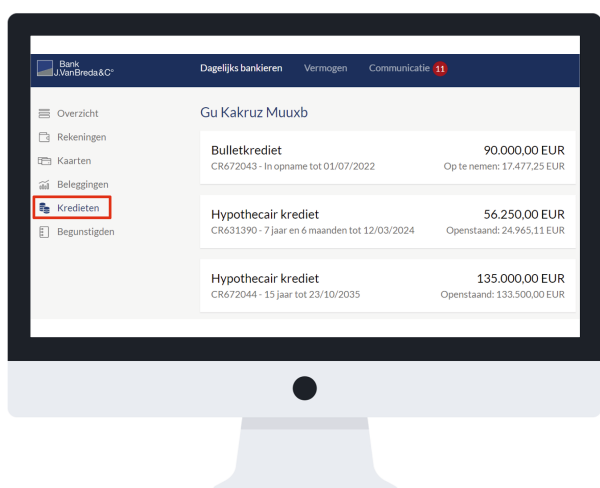 Bank
J.VanBreda&C°
Dagelijks bankieren Vermogen Communicatie 11
Overzicht
Rekeningen
Kaarten
Beleggingen
Kredieten
Begunstigden
Gu Kakruz Muuxb
Bulletkrediet 90.000,00 EUR
CR672043 - In opname tot 01/07/2022 Op te nemen: 17.477,25 EUR
Hypothecair krediet 56.250,00 EUR
CR631390 - 7 jaar en 6 maanden tot 12/03/2024 Openstaand: 24.965,11 EUR
Hypothecair krediet 135.000,00 EUR
CR672044 - 15 jaar tot 23/10/2035 Openstaand: 133.500,00 EUR